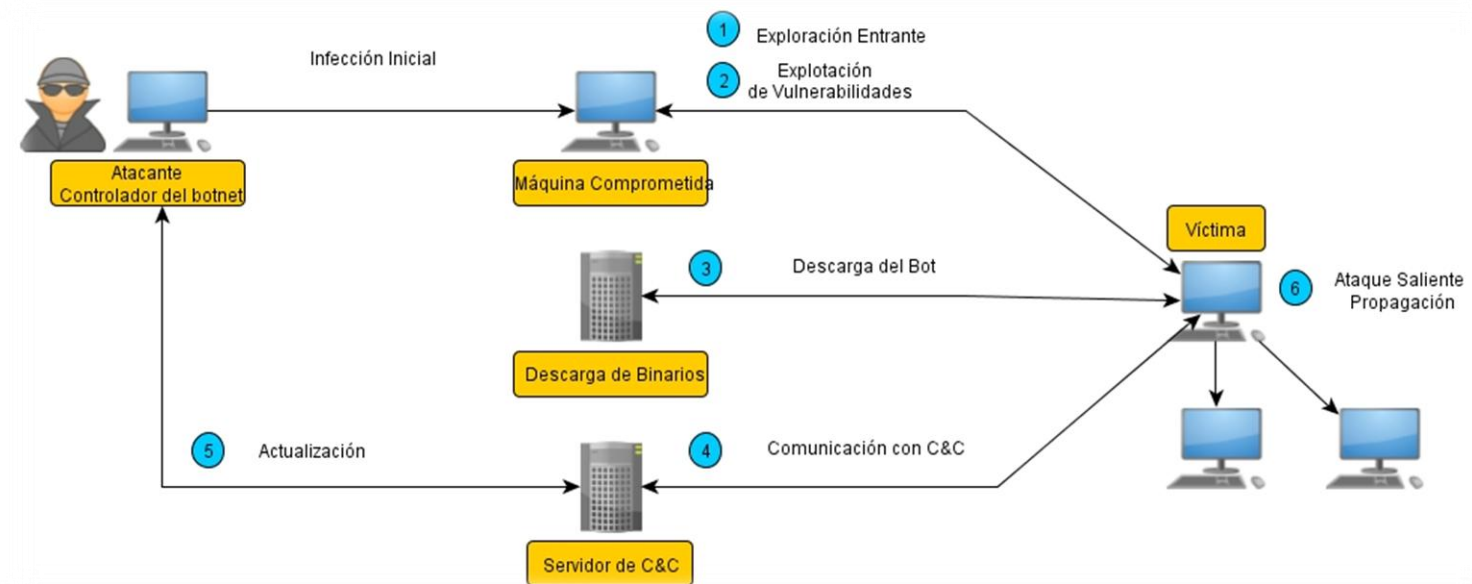 Infección Inicial
1
Exploración Entrante
2
Explotación
de Vulnerabilidades
Atacante
Controlador del botnet
Máquina Comprometida
Víctima
3
Descarga del Bot
6
Ataque Saliente
Propagación
Descarga de Binarios
5
Actualización
4
Comunicación con C&C
Servidor de C&C